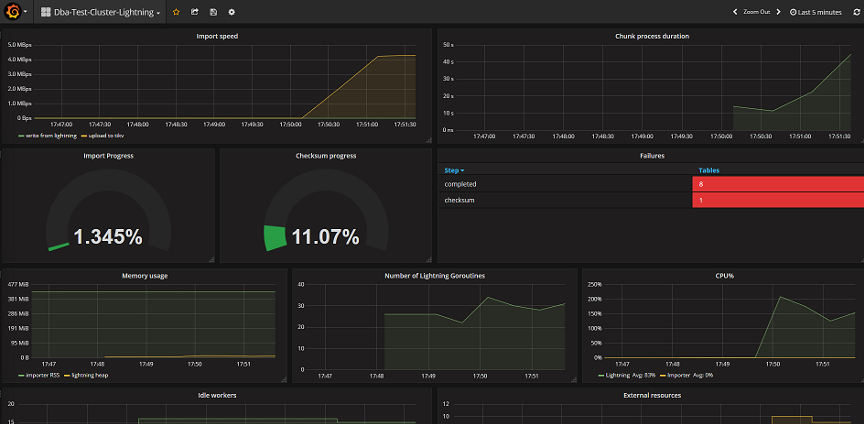 Dba-Test-Cluster-Lightning
Zoom Out
Last 5 minutes
Import speed
5.0 MBps
4.0 MBps
3.0 MBps
2.0 MBps
1.0 MBps
0 Bps
17:47:00 17:47:30 17:48:00 17:48:30 17:49:00 17:49:30 17:50:00 17:50:30 17:51:00 17:51:30
write from lightning upload to tikv
Chunk process duration
50 s
40 s
30 s
20 s
10 s
0 ns
17:47:00 17:47:30 17:48:00 17:48:30 17:49:00 17:49:30 17:50:00 17:50:30 17:51:00 17:51:30
Import Progress
1.345%
Checksum progress
11.07%
Failures
Step Tables
completed 8
checksum 1
Memory usage
477 MiB
381 MiB
286 MiB
191 MiB
95 MiB
0 B
17:47 17:48 17:49 17:50 17:51
importer RSS lightning heap
Number of Lightning Goroutines
40
30
20
10
0
17:47 17:48 17:49 17:50 17:51
CPU%
250%
200%
150%
100%
50%
0%
17:47 17:48 17:49 17:50 17:51
Lightning Avg: 83% Importer Avg: 0%
Idle workers
20
15
External resources
12
10